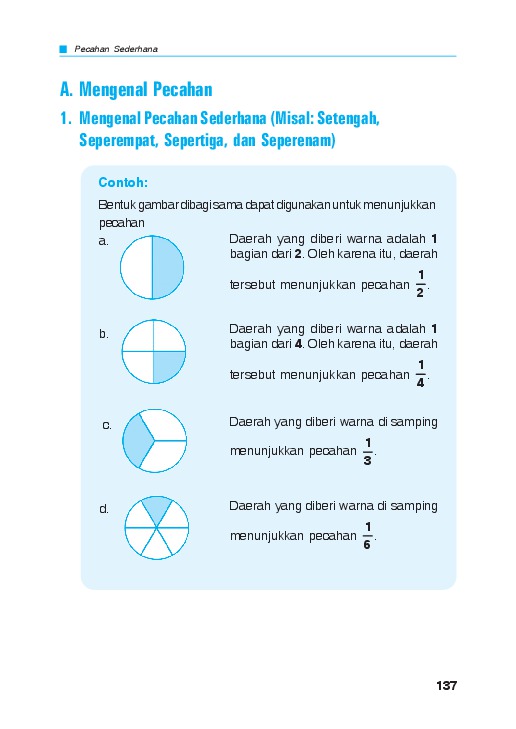 Pecahan Sederhana
A. Mengenal Pecahan
1. Mengenal Pecahan Sederhana (Misal: Setengah,
Seperempat, Sepertiga, dan Seperenam)
Contoh:
Bentuk gambar dibagi sama dapat digunakan untuk menunjukkan
pecahan
a.
Daerah yang diberi warna adalah 1
bagian dari 2. Oleh karena itu, daerah
tersebut menunjukkan pecahan 1/2.
b.
Daerah yang diberi warna adalah 1
bagian dari 4. Oleh karena itu, daerah
tersebut menunjukkan pecahan 1/4.
c.
Daerah yang diberi warna di samping
menunjukkan pecahan 1/3.
d.
Daerah yang diberi warna di samping
menunjukkan pecahan 1/6.
137